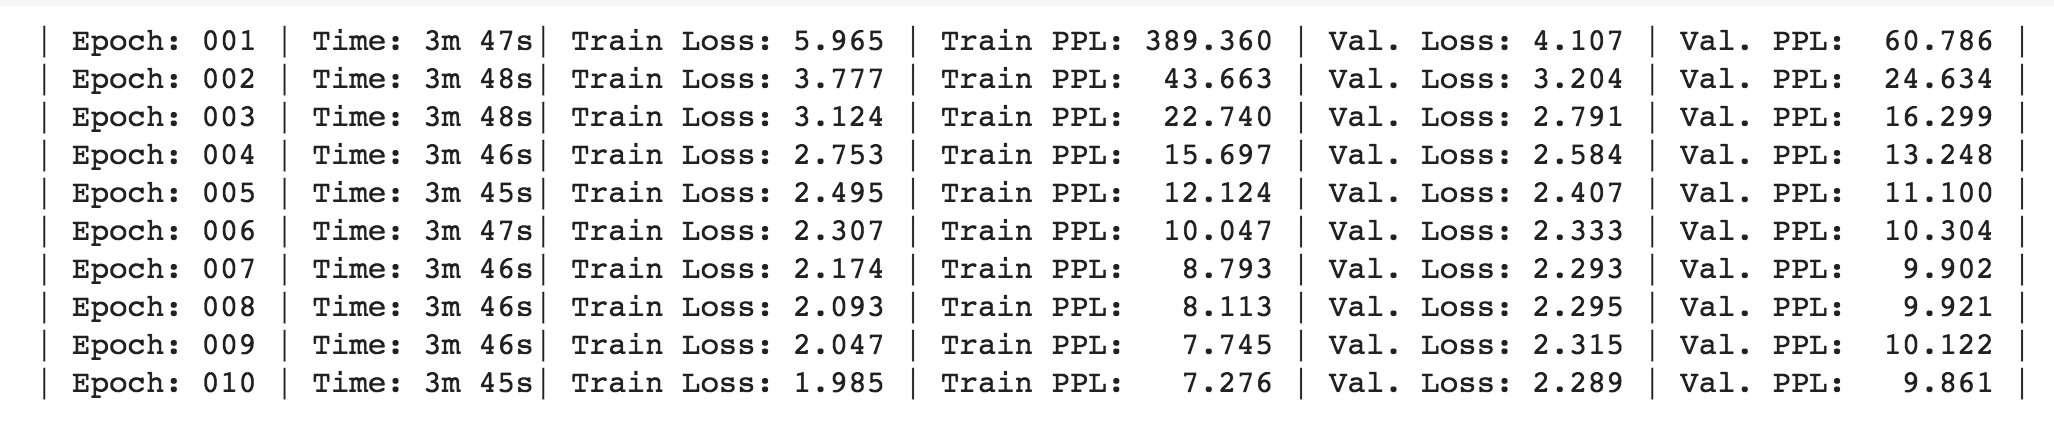 | Epoch: 001 | Time: 3m 47s| Train Loss: 5.965 | Train PPL: 389.360 | Val. Loss: 4.107 | Val. PPL:  60.786 |
| Epoch: 002 | Time: 3m 48s| Train Loss: 3.777 | Train PPL:  43.663 | Val. Loss: 3.204 | Val. PPL:  24.634 |
| Epoch: 003 | Time: 3m 48s| Train Loss: 3.124 | Train PPL:  22.740 | Val. Loss: 2.791 | Val. PPL:  16.299 |
| Epoch: 004 | Time: 3m 46s| Train Loss: 2.753 | Train PPL:  15.697 | Val. Loss: 2.584 | Val. PPL:  13.248 |
| Epoch: 005 | Time: 3m 45s| Train Loss: 2.495 | Train PPL:  12.124 | Val. Loss: 2.407 | Val. PPL:  11.100 |
| Epoch: 006 | Time: 3m 47s| Train Loss: 2.307 | Train PPL:  10.047 | Val. Loss: 2.333 | Val. PPL:  10.304 |
| Epoch: 007 | Time: 3m 46s| Train Loss: 2.174 | Train PPL:   8.793 | Val. Loss: 2.293 | Val. PPL:   9.902 |
| Epoch: 008 | Time: 3m 46s| Train Loss: 2.093 | Train PPL:   8.113 | Val. Loss: 2.295 | Val. PPL:   9.921 |
| Epoch: 009 | Time: 3m 46s| Train Loss: 2.047 | Train PPL:   7.745 | Val. Loss: 2.315 | Val. PPL:  10.122 |
| Epoch: 010 | Time: 3m 45s| Train Loss: 1.985 | Train PPL:   7.276 | Val. Loss: 2.289 | Val. PPL:   9.861 |